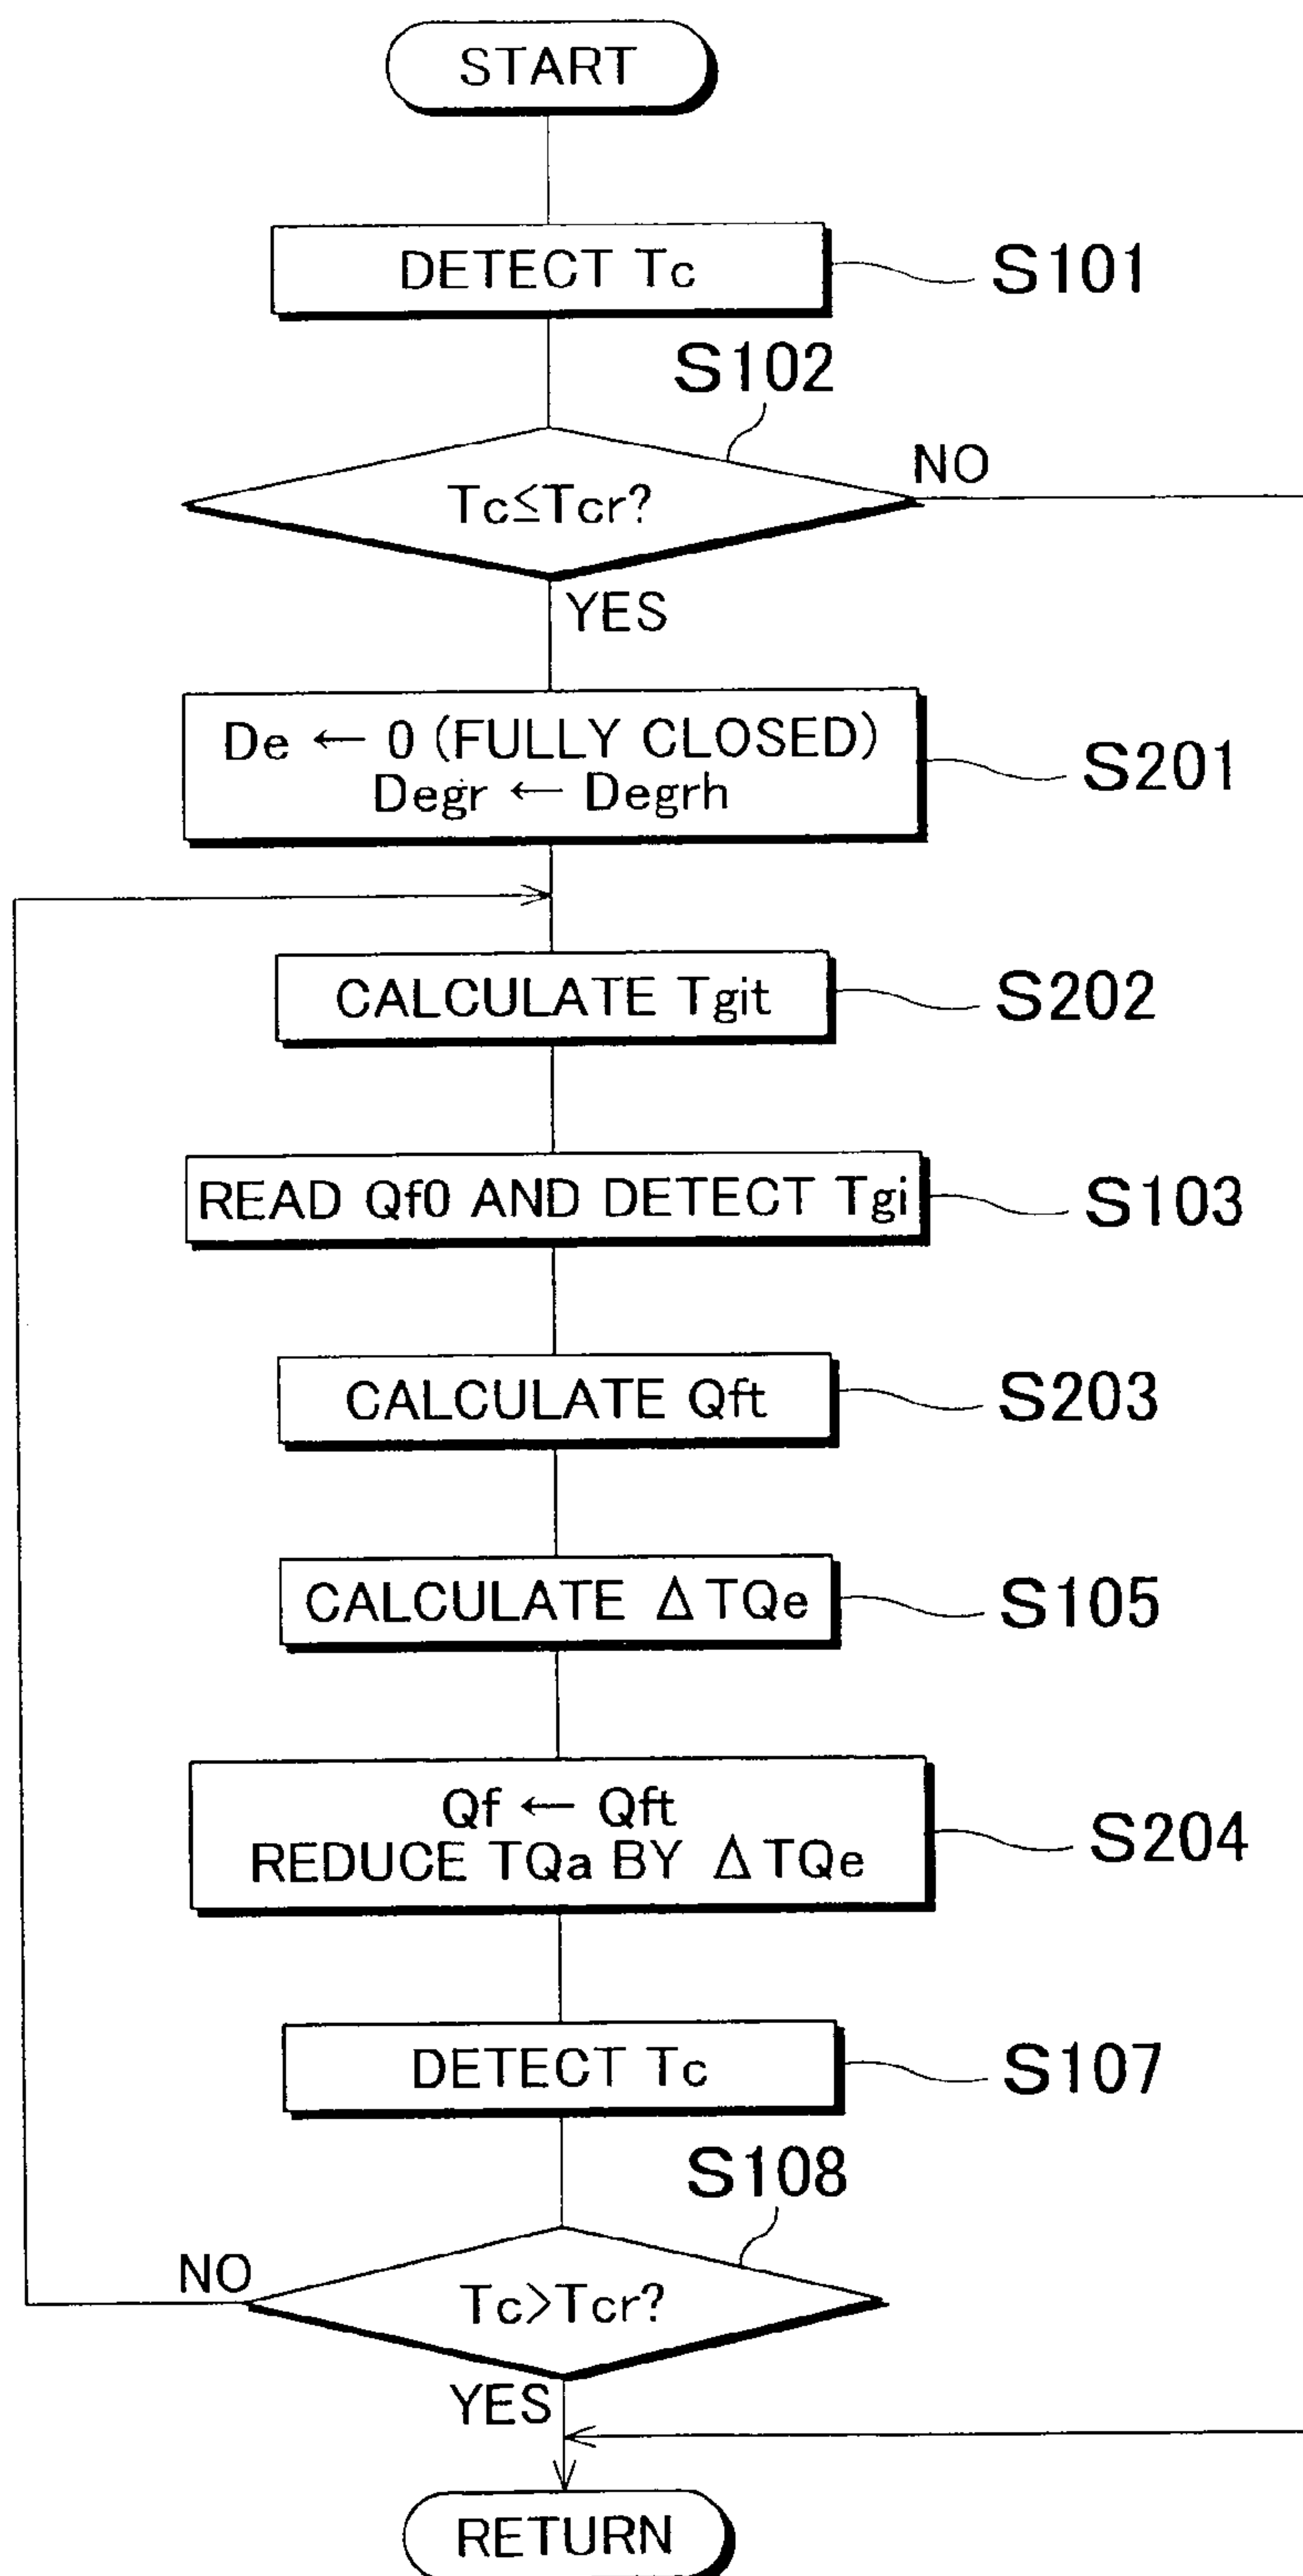 START
DETECT Tc
S101
S102
Tc≤Tcr?
NO
YES
De ← 0 (FULLY CLOSED)
Degr ← Degrh
S201
CALCULATE Tgit
S202
READ Qf0 AND DETECT Tgi
S103
CALCULATE Qft
S203
CALCULATE Δ TQe
S105
Qf ← Qft
REDUCE TQa BY Δ TQe
S204
DETECT Tc
S107
S108
NO
Tc>Tcr?
YES
RETURN